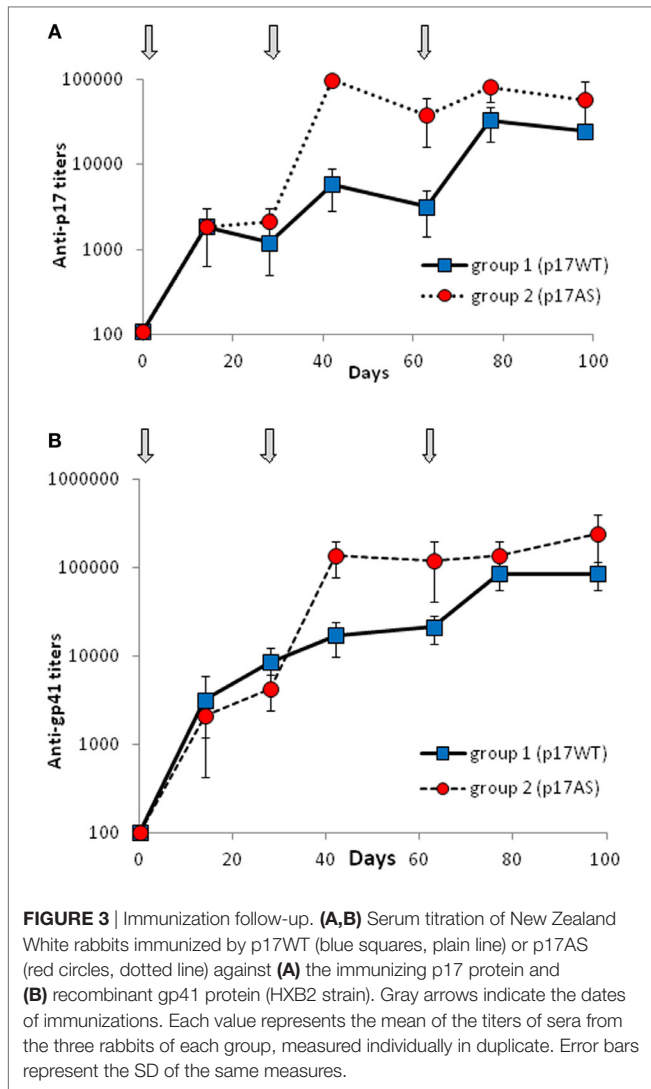 A
100000
10000
1000
100
Anti-p17 titers
group 1 (p17WT)
group 2 (p17AS)
0 20 40 60 80 100
Days
B
1000000
100000
10000
1000
100
Anti-gp41 titers
group 1 (p17WT)
group 2 (p17AS)
0 20 40 60 80 100
Days
FIGURE 3 | Immunization follow-up. (A,B) Serum titration of New Zealand
White rabbits immunized by p17WT (blue squares, plain line) or p17AS
(red circles, dotted line) against (A) the immunizing p17 protein and
(B) recombinant gp41 protein (HXB2 strain). Gray arrows indicate the dates
of immunizations. Each value represents the mean of the titers of sera from
the three rabbits of each group, measured individually in duplicate. Error bars
represent the SD of the same measures.